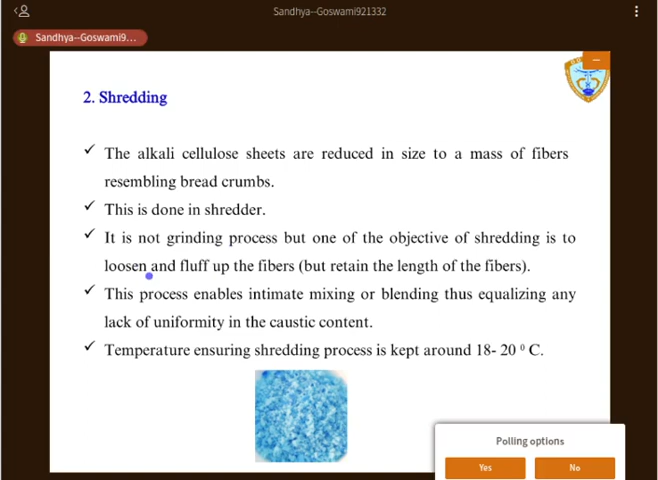 Sandhya--Goswami921332
Sandhya--Goswami9...
2. Shredding
✓ The alkali cellulose sheets are reduced in size to a mass of fibers
resembling bread crumbs.
✓ This is done in shredder.
✓ It is not grinding process but one of the objective of shredding is to
loosen and fluff up the fibers (but retain the length of the fibers).
✓ This process enables intimate mixing or blending thus equalizing any
lack of uniformity in the caustic content.
✓ Temperature ensuring shredding process is kept around 18- 20 ⁰ C.
Polling options
Yes
No